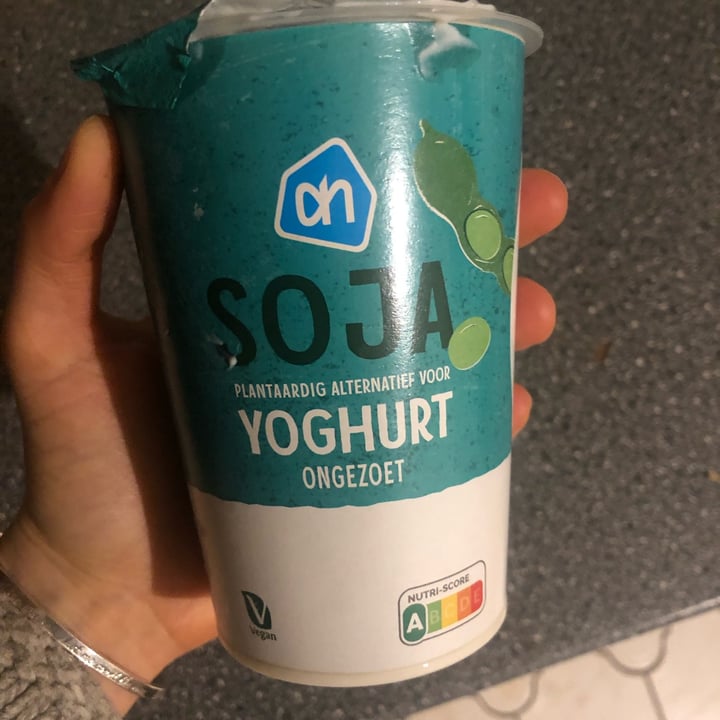 ah
SOJA
PLANTAARDIG ALTERNATIEF VOOR
YOGHURT
ONGEZOET
NUTRI-SCORE
A B C D E
V
Vegan